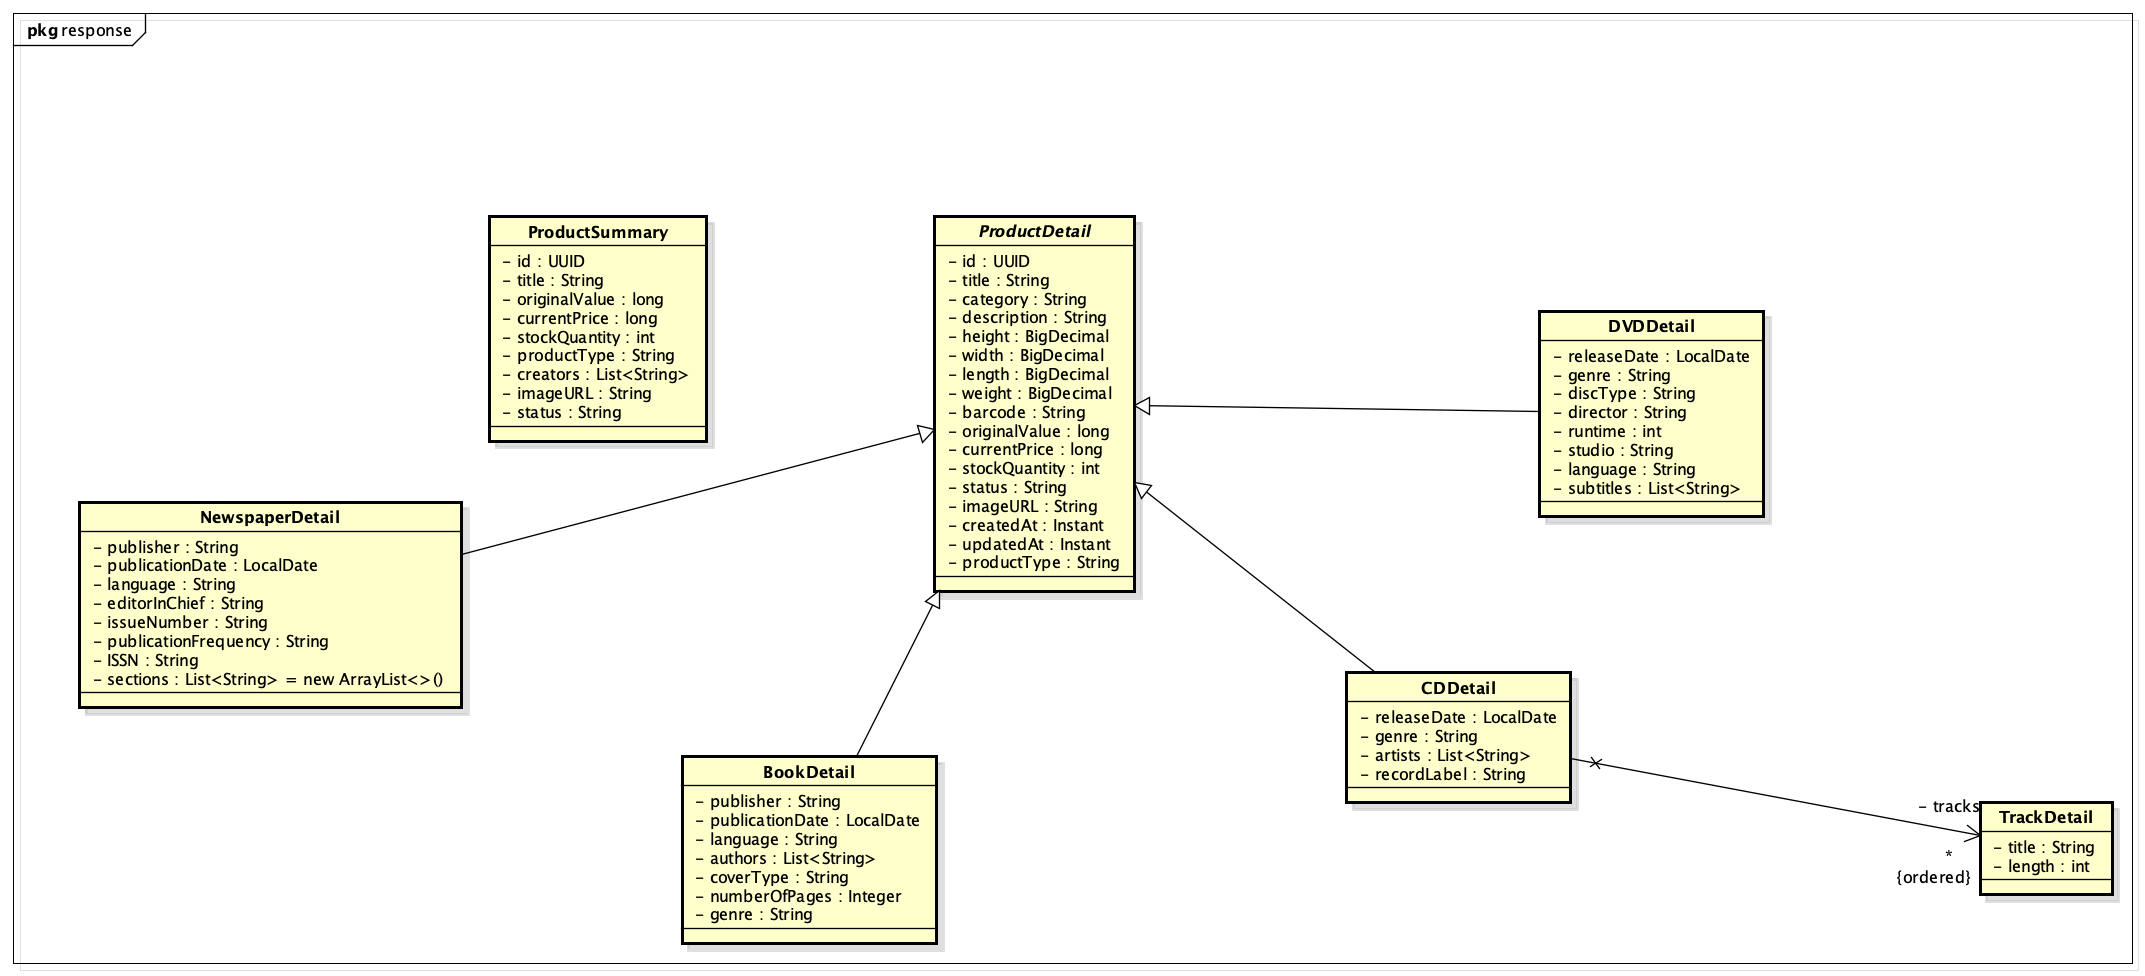 pkg response
ProductSummary
- id : UUID
- title : String
- originalValue : long
- currentPrice : long
- stockQuantity : int
- productType : String
- creators : List<String>
- imageURL : String
- status : String
ProductDetail
- id : UUID
- title : String
- category : String
- description : String
- height : BigDecimal
- width : BigDecimal
- length : BigDecimal
- weight : BigDecimal
- barcode : String
- originalValue : long
- currentPrice : long
- stockQuantity : int
- status : String
- imageURL : String
- createdAt : Instant
- updatedAt : Instant
- productType : String
DVDDetail
- releaseDate : LocalDate
- genre : String
- discType : String
- director : String
- runtime : int
- studio : String
- language : String
- subtitles : List<String>
NewspaperDetail
- publisher : String
- publicationDate : LocalDate
- language : String
- editorInChief : String
- issueNumber : String
- publicationFrequency : String
- ISSN : String
- sections : List<String> = new ArrayList<>()
CDDetail
- releaseDate : LocalDate
- genre : String
- artists : List<String>
- recordLabel : String
BookDetail
- publisher : String
- publicationDate : LocalDate
- language : String
- authors : List<String>
- coverType : String
- numberOfPages : Integer
- genre : String
- tracks
*
{ordered}
TrackDetail
- title : String
- length : int